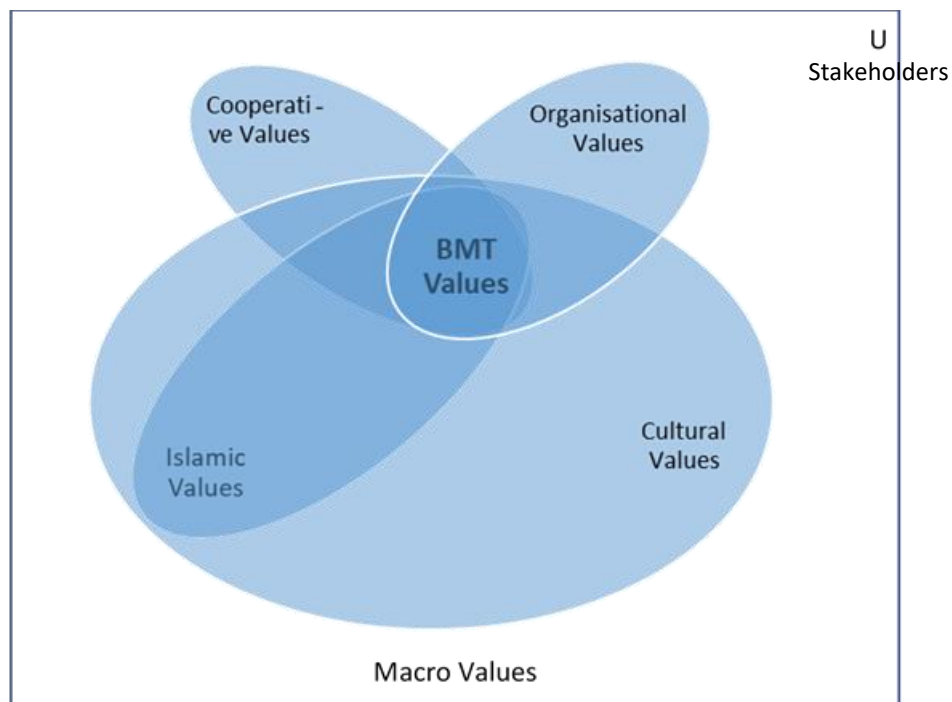 U
Stakeholders
Cooperati -
ve Values
Organisational
Values
BMT
Values
Cultural
Values
Islamic
Values
Macro Values